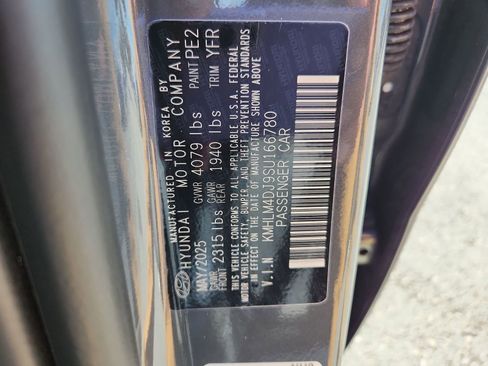 MANUFACTURED IN KOREA BY
HYUNDAI MOTOR COMPANY
MAY/2025 GVWR 4079 lbs PAINT PE2
GAWR FRONT 2315 lbs GAWR REAR 1940 lbs TRIM YFR
THIS VEHICLE CONFORMS TO ALL APPLICABLE U.S.A. FEDERAL
MOTOR VEHICLE SAFETY, BUMPER, AND THEFT PREVENTION STANDARDS
IN EFFECT ON THE DATE OF MANUFACTURE SHOWN ABOVE
V.I.N KMHLM4DJ9SU166780
PASSENGER CAR